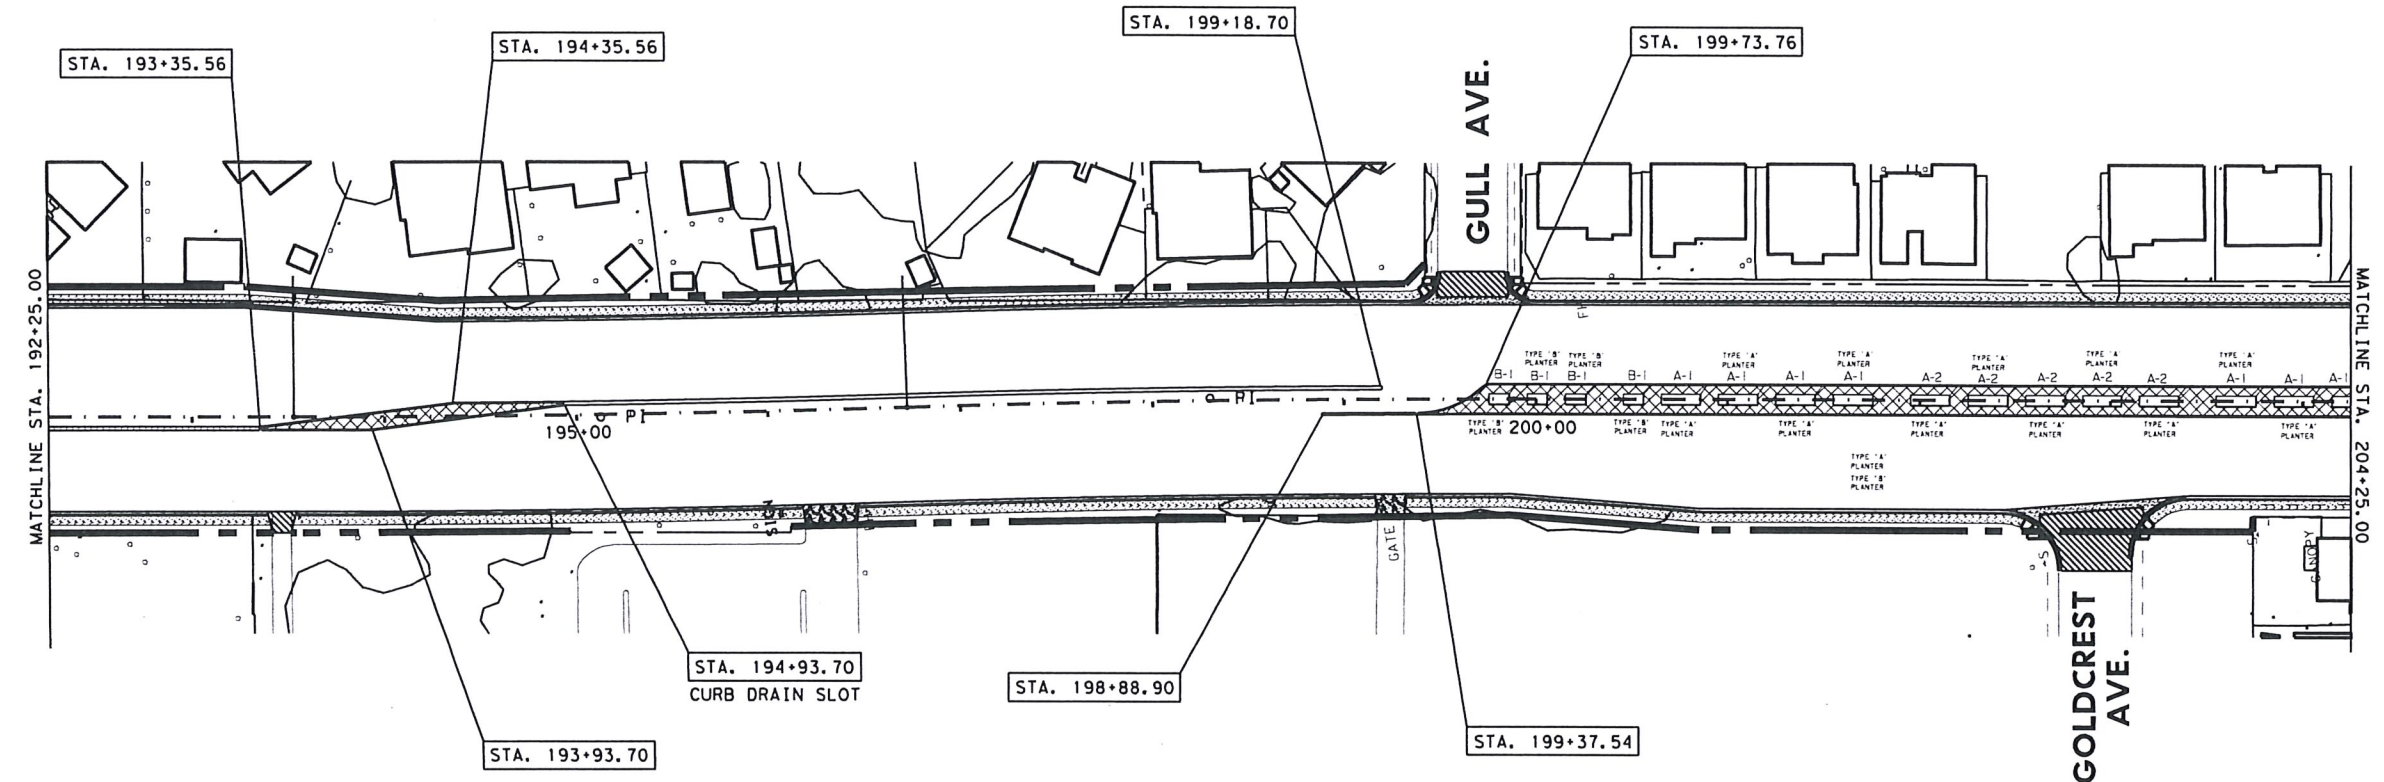 STA. 199+18.70
STA. 193+35.56
STA. 194+35.56
STA. 199+73.76
GULL AVE.
MATCHLINE STA. 192+25.00
MATCHLINE STA. 204+25.00
TYPE 'B' PLANTER
TYPE 'B' PLANTER
TYPE 'A' PLANTER
TYPE 'A' PLANTER
TYPE 'A' PLANTER
TYPE 'A' PLANTER
TYPE 'A' PLANTER
B-1 B-1 B-1 B-1 A-1 A-1 A-1 A-1 A-2 A-2 A-2 A-2 A-2 A-1 A-1 A-1
PI
195+00
PI
TYPE 'B' PLANTER
200+00
TYPE 'B' PLANTER
TYPE 'A' PLANTER
TYPE 'A' PLANTER
TYPE 'A' PLANTER
TYPE 'A' PLANTER
TYPE 'A' PLANTER
TYPE 'A' PLANTER
TYPE 'A' PLANTER
TYPE 'B' PLANTER
SIGN
GATE
CANOPY
STA. 194+93.70
CURB DRAIN SLOT
STA. 198+88.90
GOLDCREST
AVE.
STA. 193+93.70
STA. 199+37.54